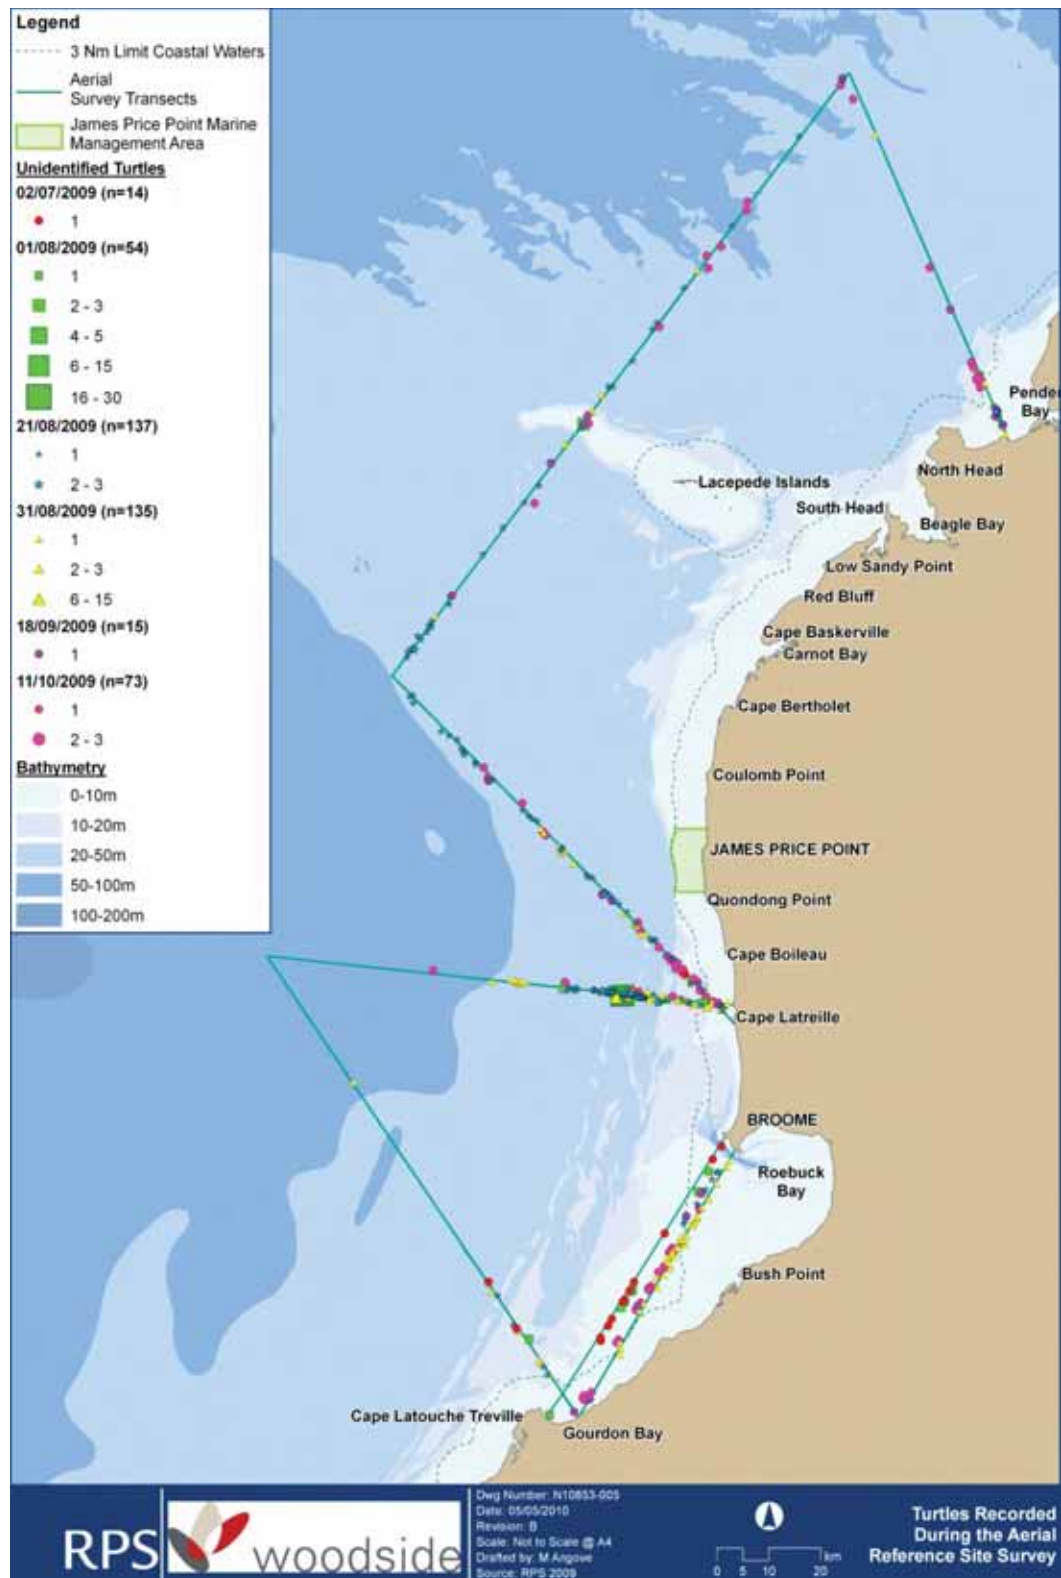 Legend
3 Nm Limit Coastal Waters
Aerial
Survey Transects
James Price Point Marine
Management Area
Unidentified Turtles
02/07/2009 (n=14)
1
01/08/2009 (n=54)
1
2 - 3
4 - 5
6 - 15
16 - 30
21/08/2009 (n=137)
1
2 - 3
31/08/2009 (n=135)
1
2 - 3
6 - 15
18/09/2009 (n=15)
1
11/10/2009 (n=73)
1
2 - 3
Bathymetry
0-10m
10-20m
20-50m
50-100m
100-200m
Pender
Bay
North Head
Lacepede Islands
South Head
Beagle Bay
Low Sandy Point
Red Bluff
Cape Baskerville
Carnot Bay
Cape Bertholet
Coulomb Point
JAMES PRICE POINT
Quondong Point
Cape Boileau
Cape Latreille
BROOME
Roebuck
Bay
Bush Point
Cape Latouche Treville
Gourdon Bay
RPS
woodside
Dwg Number: N10853-005
Date: 05/05/2010
Revision: B
Scale: Not to Scale @ A4
Drafted by: M Angove
Source: RPS 2009
km
0 5 10 20
Turtles Recorded
During the Aerial
Reference Site Survey